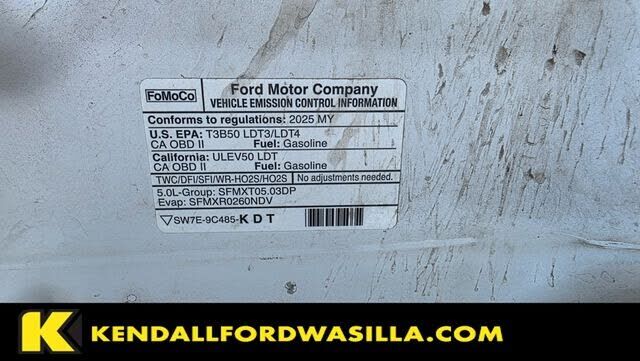 FoMoCo
Ford Motor Company
VEHICLE EMISSION CONTROL INFORMATION
Conforms to regulations: 2025 MY
U.S. EPA: T3B50 LDT3/LDT4
CA OBD II Fuel: Gasoline
California: ULEV50 LDT
CA OBD II Fuel: Gasoline
TWC/DFI/SFI/WR-HO2S/HO2S No adjustments needed.
5.0L-Group: SFMXT05.03DP
Evap: SFMXR0260NDV
SW7E-9C485-KDT
K KENDALLFORDWASILLA.COM